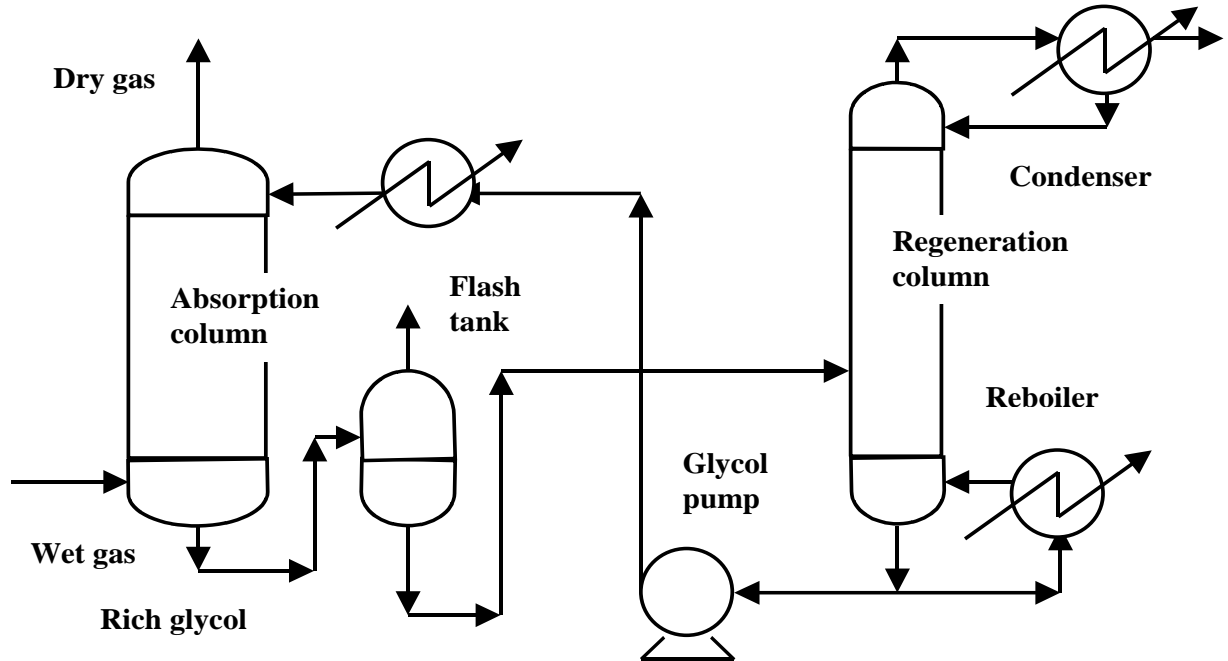 Dry gas
Condenser
Regeneration
column
Absorption
column
Flash
tank
Reboiler
Glycol
pump
Wet gas
Rich glycol